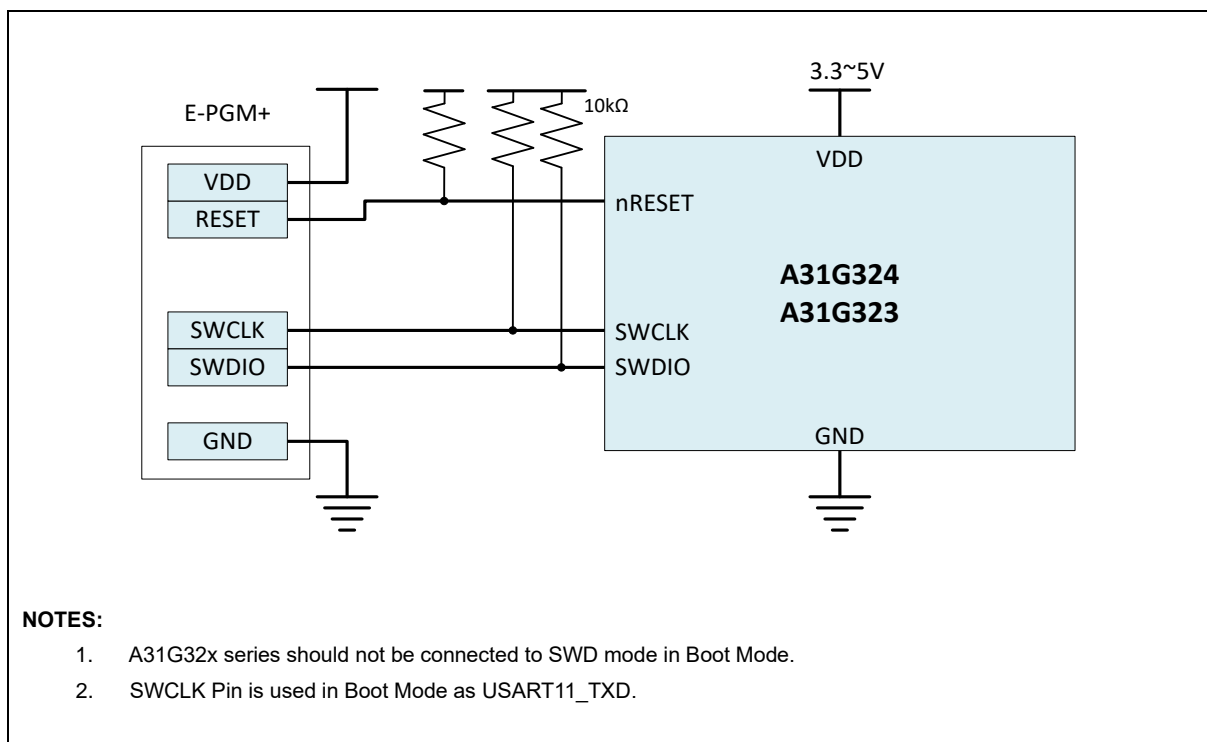 3.3~5V
10kΩ
E-PGM+
VDD
VDD
RESET
nRESET
A31G324
A31G323
SWCLK
SWCLK
SWDIO
SWDIO
GND
GND
NOTES:
1. A31G32x series should not be connected to SWD mode in Boot Mode.
2. SWCLK Pin is used in Boot Mode as USART11_TXD.